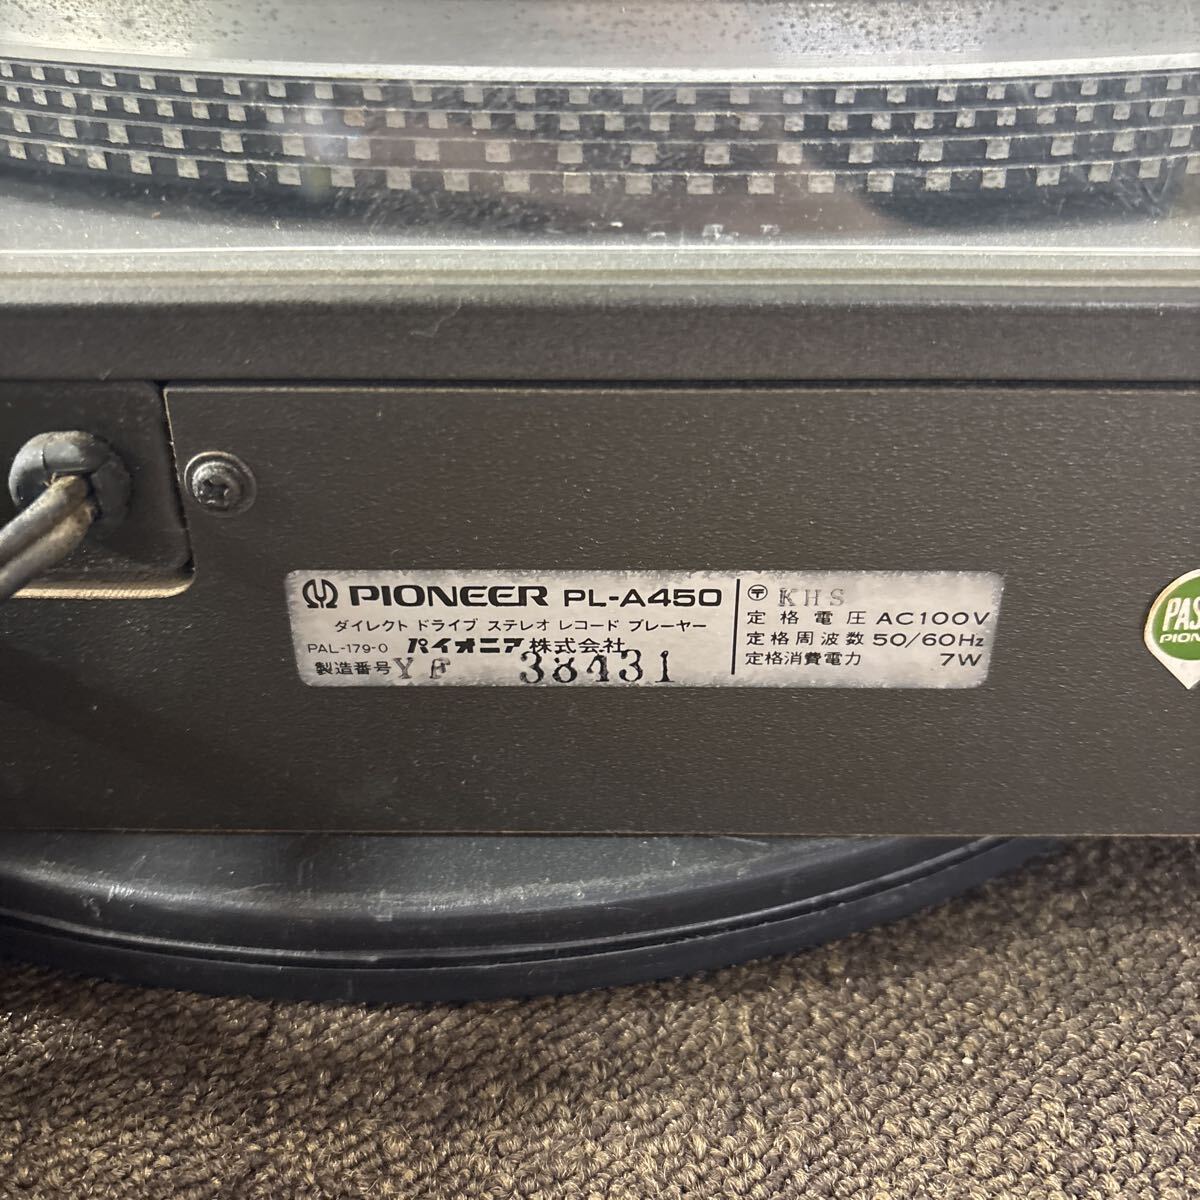 PIONEER PL-A450
ダイレクト ドライブ ステレオ レコード プレーヤー
PAL-179-0 パイオニア株式会社
製造番号 YF 38431
〒 KHS
定格電圧 AC100V
定格周波数 50/60Hz
定格消費電力 7W